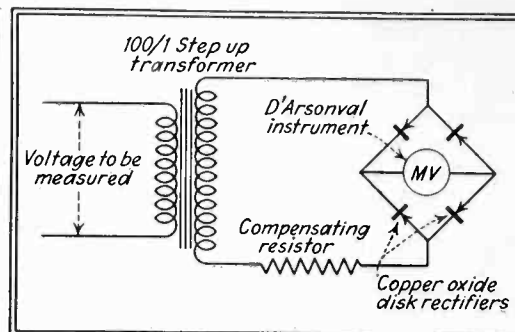 100/1 Step up
transformer
D'Arsonval
instrument
Voltage to be
measured
MV
Compensating
resistor
Copper oxide
disk rectifiers